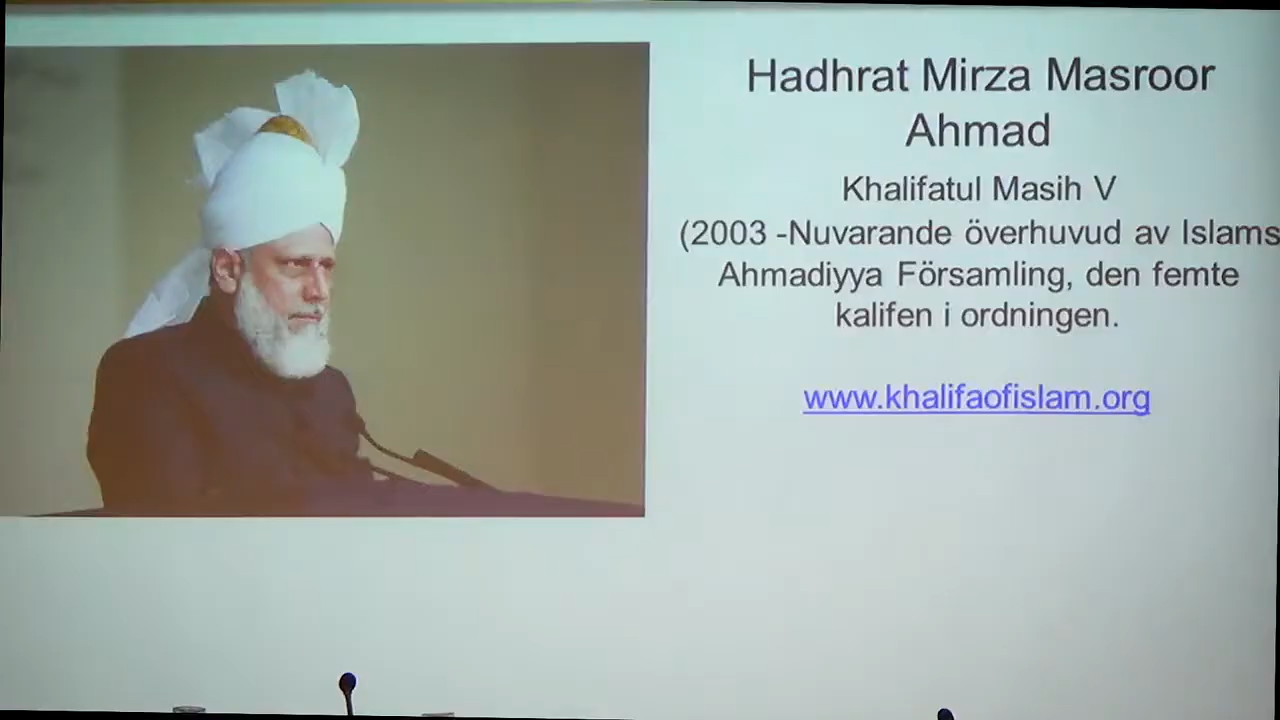 Hadhrat Mirza Masroor
Ahmad
Khalifatul Masih V
(2003 -Nuvarande överhuvud av Islams
Ahmadiyya Församling, den femte
kalifen i ordningen.
www.khalifaofislam.org